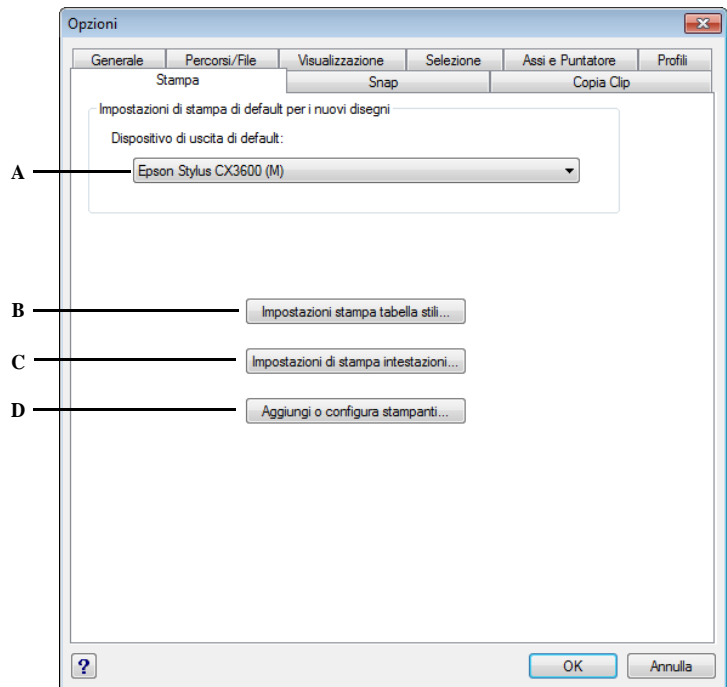 Opzioni
Generale Percorsi/File Visualizzazione Selezione Assi e Puntatore Profili
Stampa Snap Copia Clip
Impostazioni di stampa di default per i nuovi disegni
Dispositivo di uscita di default:
A Epson Stylus CX3600 (M)
B Impostazioni stampa tabella stili...
C Impostazioni di stampa intestazioni...
D Aggiungi o configura stampanti...
? OK Annulla